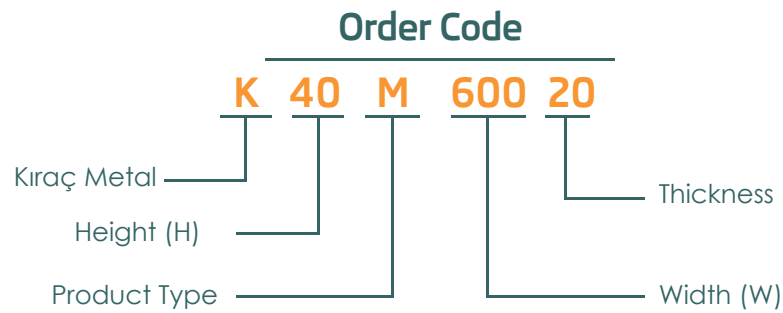 Order Code
K 40 M 600 20
Kıraç Metal
Thickness
Height (H)
Product Type
Width (W)